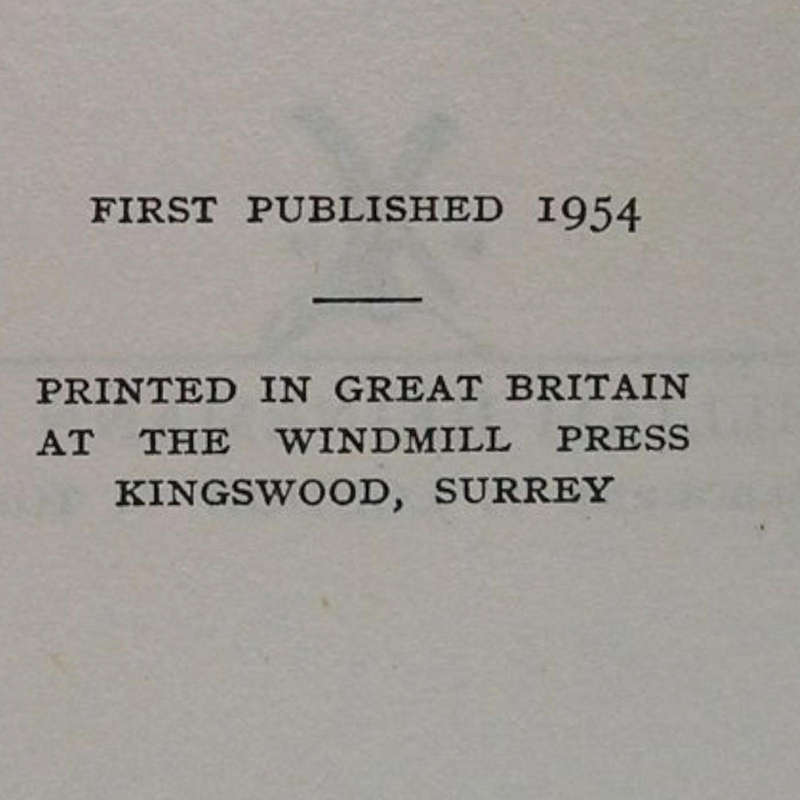 FIRST PUBLISHED 1954
PRINTED IN GREAT BRITAIN
AT THE WINDMILL PRESS
KINGSWOOD, SURREY